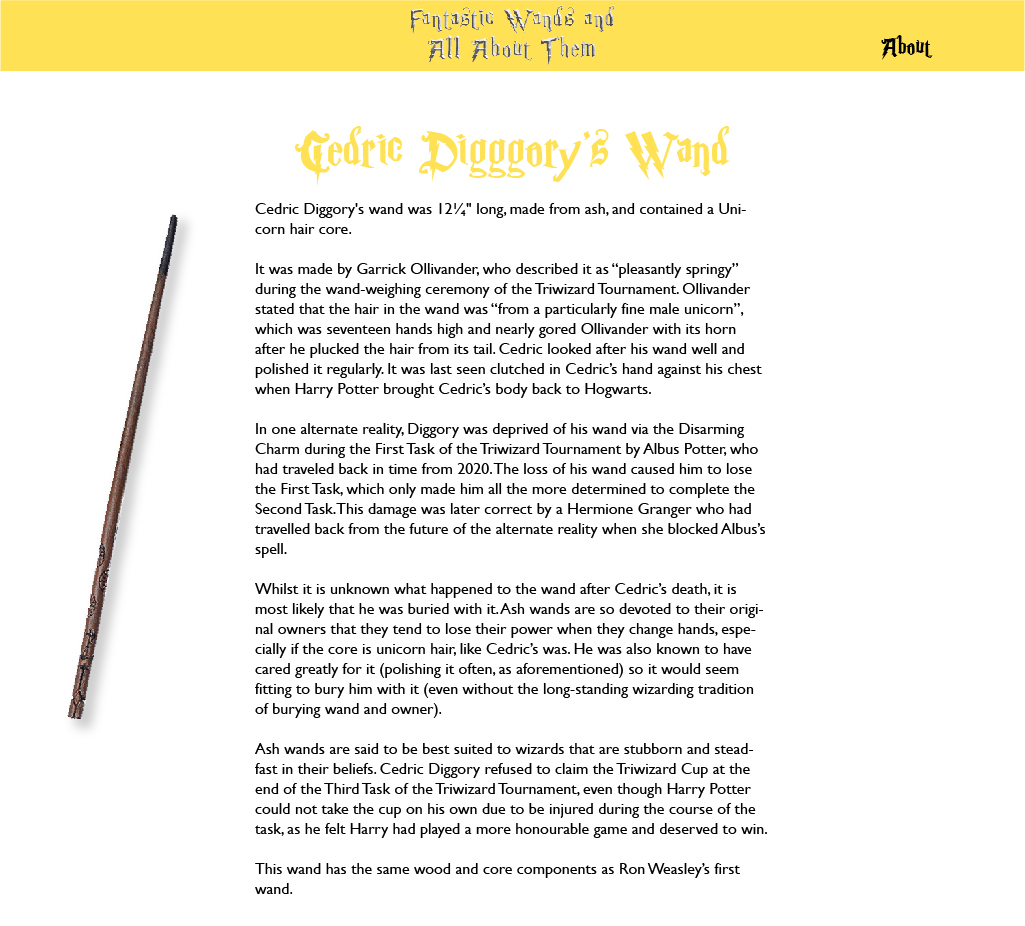 Fantastic Wands and
All About Them
About
Cedric Digggory's Wand
Cedric Diggory's wand was 12¼" long, made from ash, and contained a Uni-
corn hair core.
It was made by Garrick Ollivander, who described it as “pleasantly springy”
during the wand-weighing ceremony of the Triwizard Tournament. Ollivander
stated that the hair in the wand was “from a particularly fine male unicorn”,
which was seventeen hands high and nearly gored Ollivander with its horn
after he plucked the hair from its tail. Cedric looked after his wand well and
polished it regularly. It was last seen clutched in Cedric’s hand against his chest
when Harry Potter brought Cedric’s body back to Hogwarts.
In one alternate reality, Diggory was deprived of his wand via the Disarming
Charm during the First Task of the Triwizard Tournament by Albus Potter, who
had traveled back in time from 2020. The loss of his wand caused him to lose
the First Task, which only made him all the more determined to complete the
Second Task. This damage was later correct by a Hermione Granger who had
travelled back from the future of the alternate reality when she blocked Albus’s
spell.
Whilst it is unknown what happened to the wand after Cedric’s death, it is
most likely that he was buried with it. Ash wands are so devoted to their origi-
nal owners that they tend to lose their power when they change hands, espe-
cially if the core is unicorn hair, like Cedric’s was. He was also known to have
cared greatly for it (polishing it often, as aforementioned) so it would seem
fitting to bury him with it (even without the long-standing wizarding tradition
of burying wand and owner).
Ash wands are said to be best suited to wizards that are stubborn and stead-
fast in their beliefs. Cedric Diggory refused to claim the Triwizard Cup at the
end of the Third Task of the Triwizard Tournament, even though Harry Potter
could not take the cup on his own due to be injured during the course of the
task, as he felt Harry had played a more honourable game and deserved to win.
This wand has the same wood and core components as Ron Weasley’s first
wand.